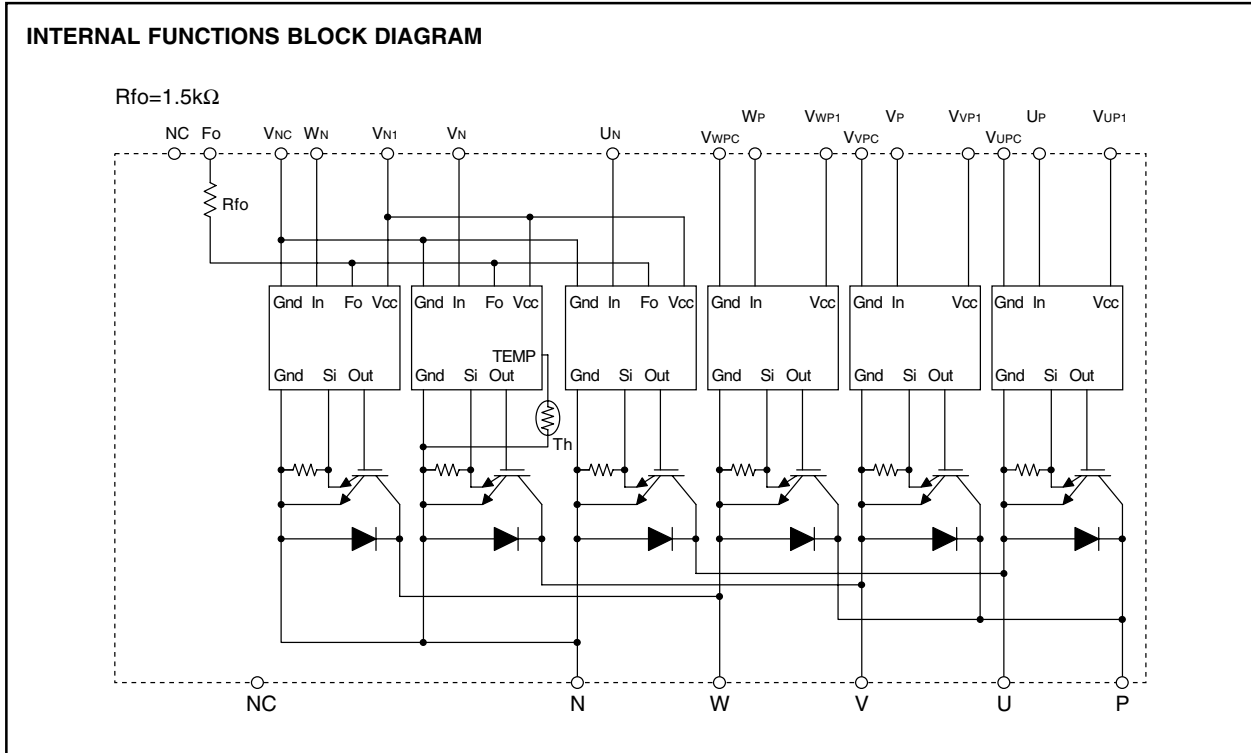 INTERNAL FUNCTIONS BLOCK DIAGRAM
Rfo=1.5kΩ
NC Fo VNC WN VN1 VN UN VWPC WP VWP1 VVPC VP VVP1 VUPC UP VUP1
Rfo
Gnd In Fo Vcc Gnd In Fo Vcc Gnd In Fo Vcc Gnd In Vcc Gnd In Vcc Gnd In Vcc
TEMP
Gnd Si Out Gnd Si Out Gnd Si Out Gnd Si Out Gnd Si Out Gnd Si Out
Th
NC N W V U P